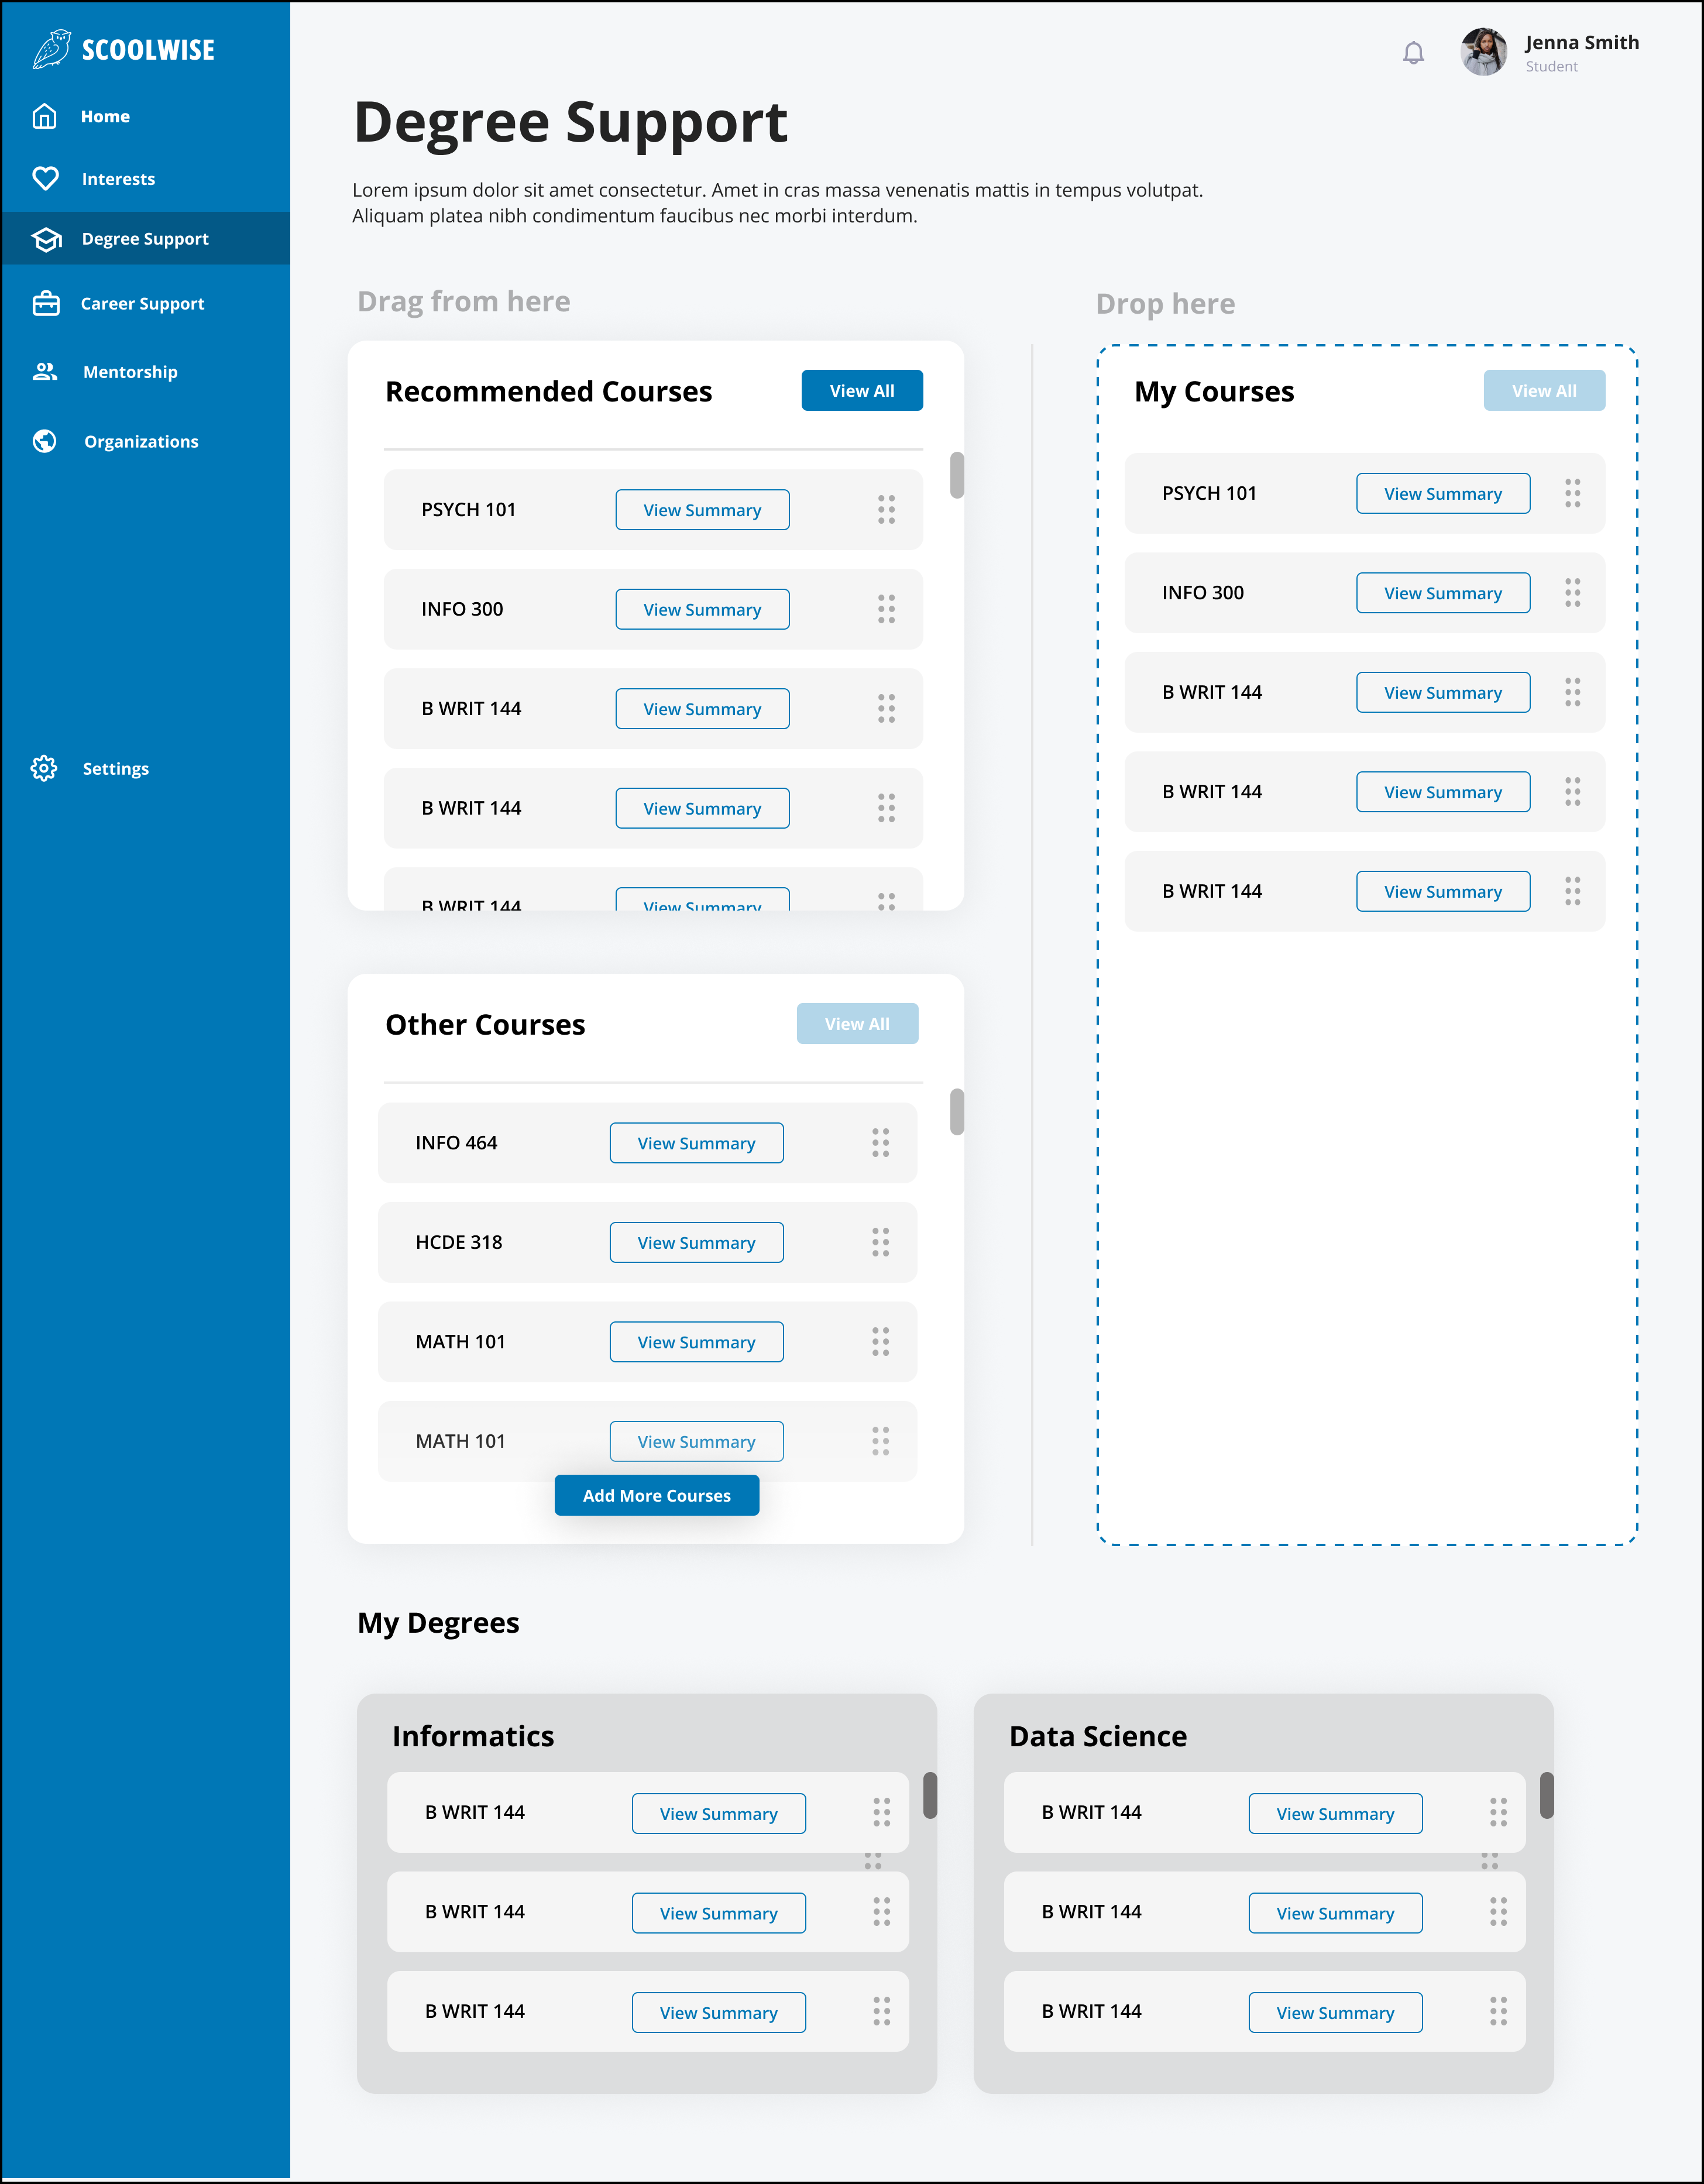 SCOOLWISE
Home
Interests
Degree Support
Career Support
Mentorship
Organizations
Settings
Jenna Smith
Student
Degree Support
Lorem ipsum dolor sit amet consectetur. Amet in cras massa venenatis mattis in tempus volutpat.
Aliquam platea nibh condimentum faucibus nec morbi interdum.
Drag from here
Recommended Courses
View All
PSYCH 101
View Summary
INFO 300
View Summary
B WRIT 144
View Summary
B WRIT 144
View Summary
B WRIT 144
View Summary
Other Courses
View All
INFO 464
View Summary
HCDE 318
View Summary
MATH 101
View Summary
MATH 101
View Summary
Add More Courses
Drop here
My Courses
View All
PSYCH 101
View Summary
INFO 300
View Summary
B WRIT 144
View Summary
B WRIT 144
View Summary
B WRIT 144
View Summary
My Degrees
Informatics
B WRIT 144
View Summary
B WRIT 144
View Summary
B WRIT 144
View Summary
Data Science
B WRIT 144
View Summary
B WRIT 144
View Summary
B WRIT 144
View Summary